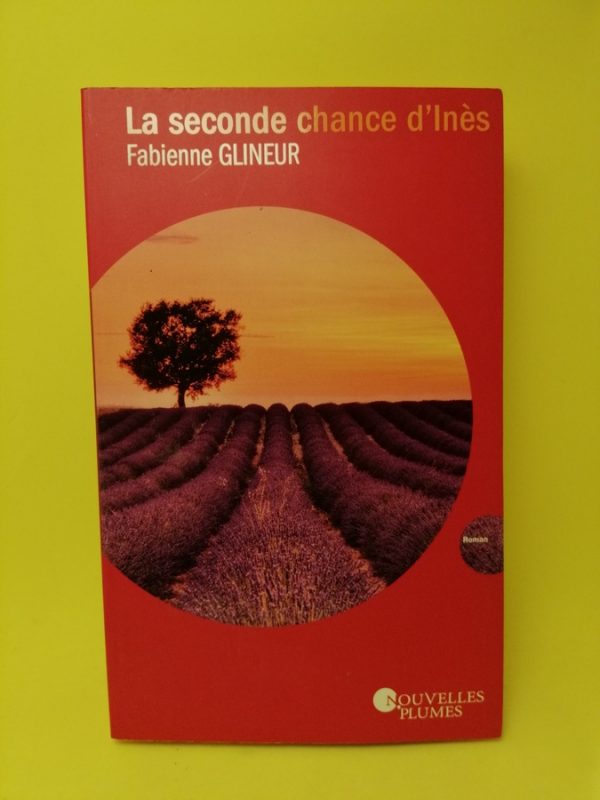 La seconde chance d'Inès
Fabienne GLINEUR
Roman
NOUVELLES
PLUMES